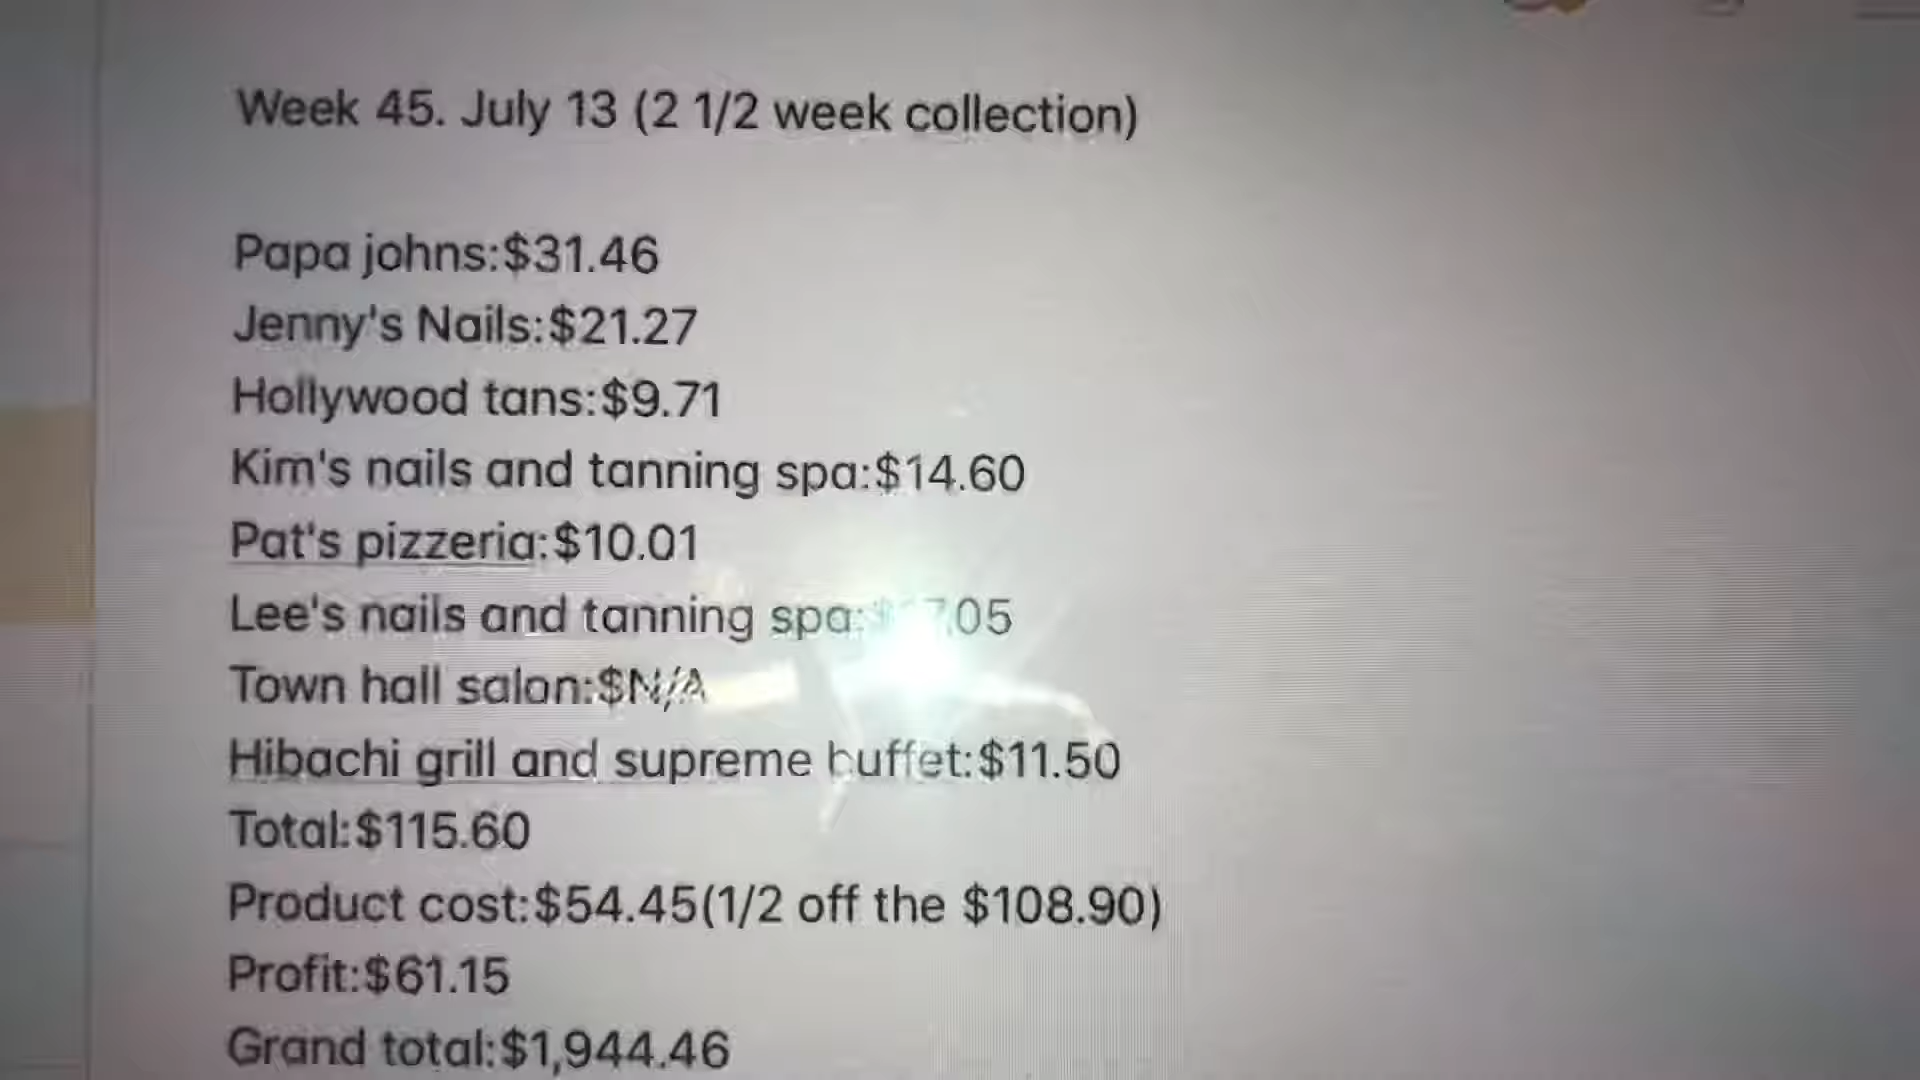 Week 45. July 13 (2 1/2 week collection)
Papa johns:$31.46
Jenny's Nails:$21.27
Hollywood tans:$9.71
Kim's nails and tanning spa:$14.60
Pat's pizzeria:$10.01
Lee's nails and tanning spa:
Town hall salon:$N/A
Hibachi grill and supreme buffet:$11.50
Total:$115.60
Product cost:$54.45(1/2 off the $108.90)
Profit:$61.15
Grand total:$1,944.46